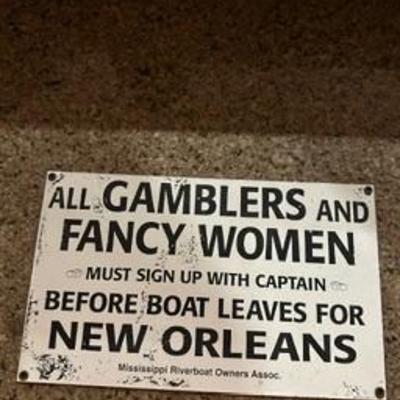 ALL GAMBLERS AND
FANCY WOMEN
MUST SIGN UP WITH CAPTAIN
BEFORE BOAT LEAVES FOR
NEW ORLEANS
Mississippi Riverboat Owners Assoc.